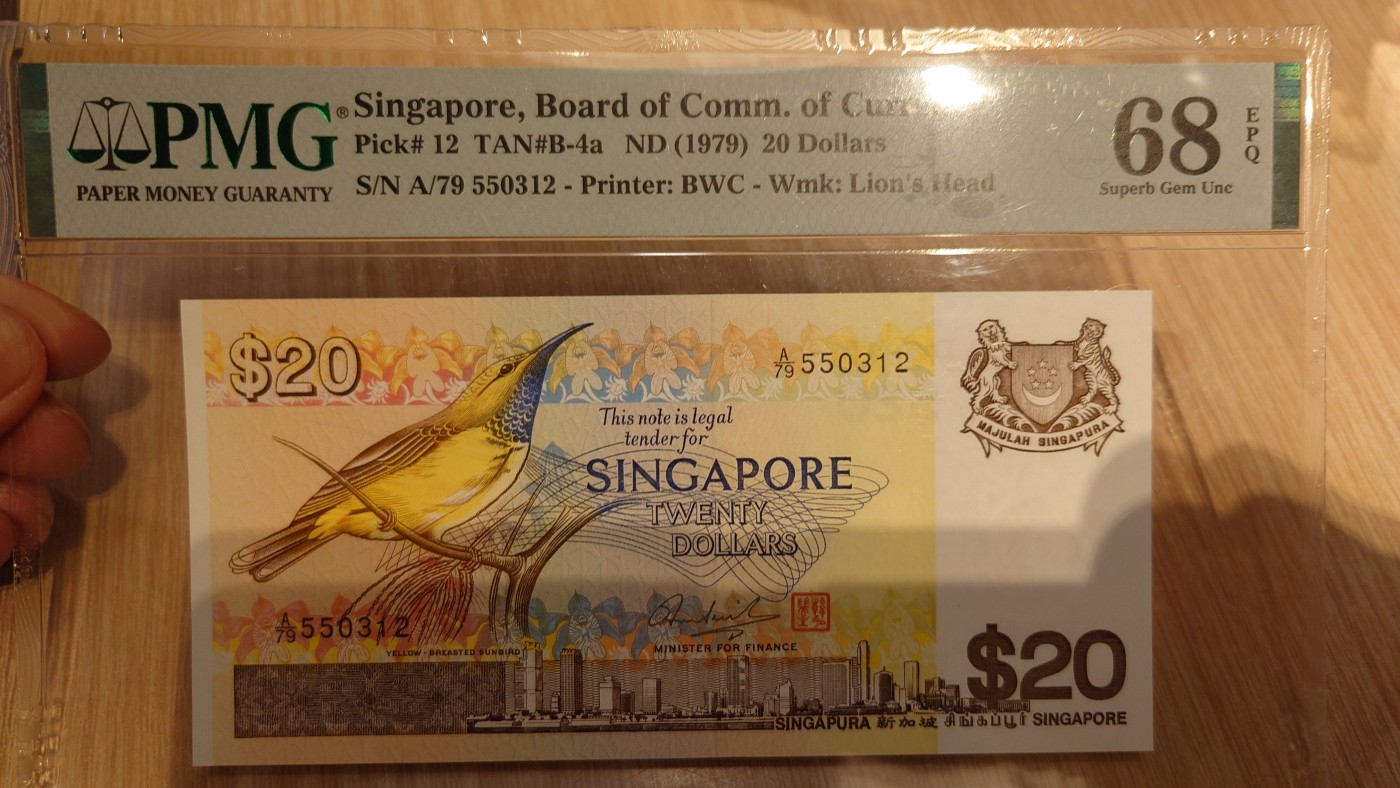 PMG®
PAPER MONEY GUARANTY
Singapore, Board of Comm. of
Pick# 12 TAN#B-4a ND (1979) 20 Dollars
S/N A/79 550312 - Printer: BWC - Wmk: Lion's Head
68
EPQ
Superb Gem Unc
$20
A/79 550312
This note is legal
tender for
SINGAPORE
TWENTY
DOLLARS
MAJULAH SINGAPURA
A/79 550312
YELLOW-BREASTED SUNBIRD
MINISTER FOR FINANCE
$20
SINGAPURA 新加坡 சிங்கப்பூர் SINGAPORE